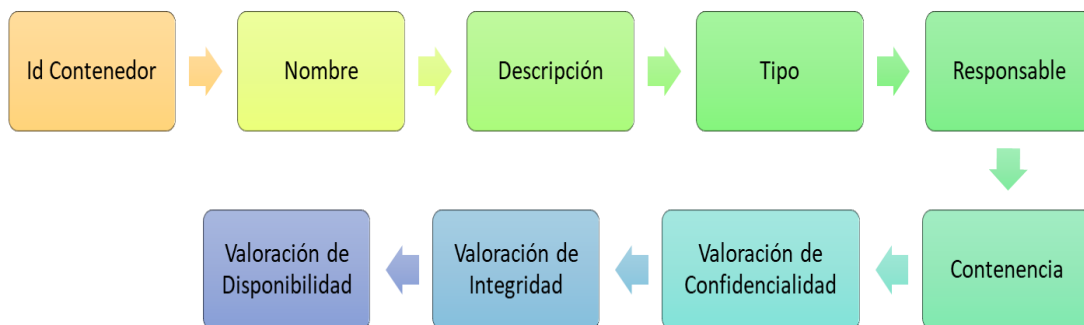 Id Contenedor
Nombre
Descripción
Tipo
Responsable
Contenencia
Valoración de
Confidencialidad
Valoración de
Integridad
Valoración de
Disponibilidad